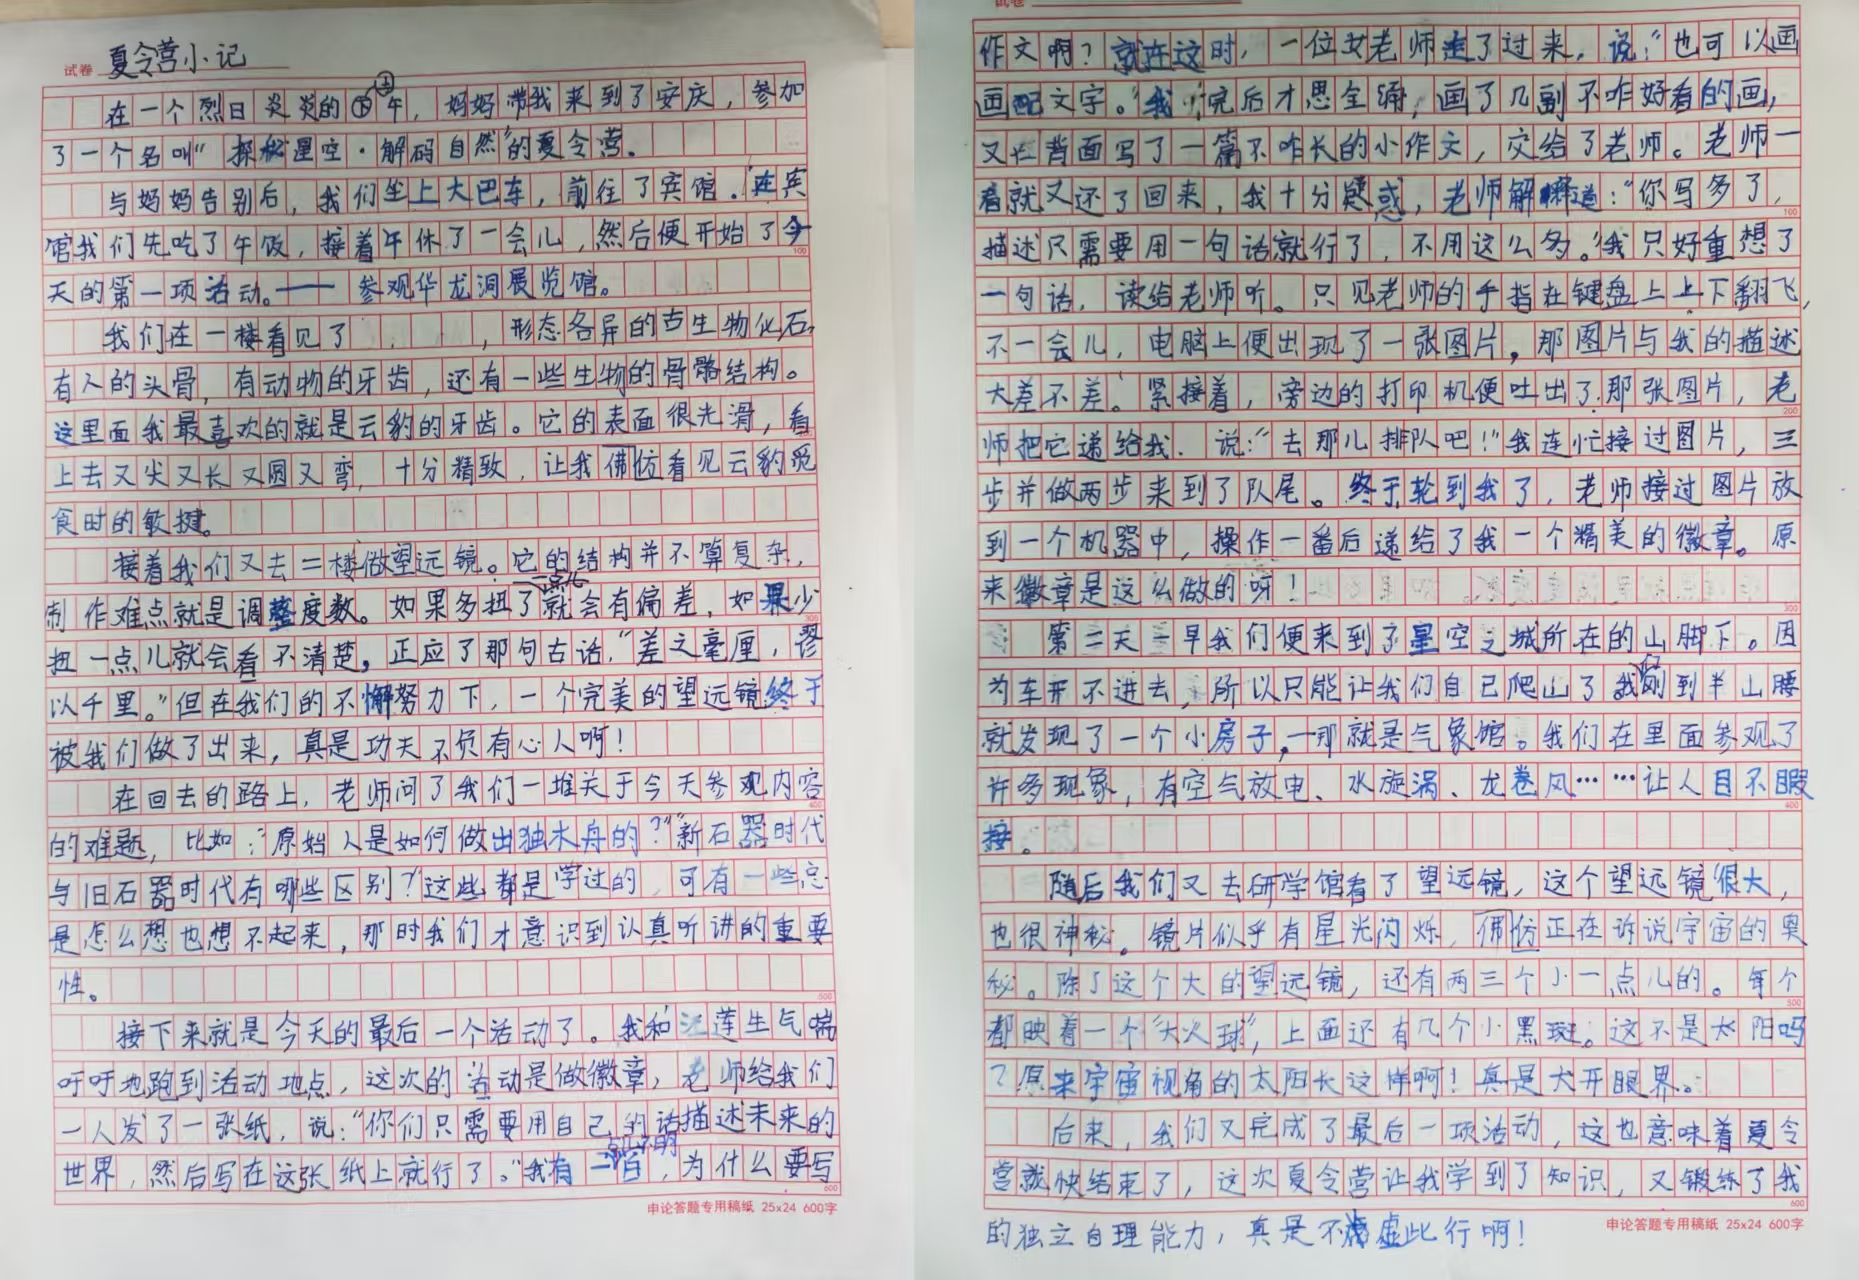 试卷 夏令营小记
在一个烈日炎炎的上午，妈妈带我来到了安庆，参加
了一个名叫“探秘星空·解码自然”的夏令营。
与妈妈告别后，我们坐上大巴车，前往了宾馆。在宾
馆我们先吃了午饭，接着午休了一会儿，然后便开始了今
100
天的第一项活动。——参观华龙洞展览馆。
我们在一楼看见了，形态各异的古生物化石，
有人的头骨，有动物的牙齿，还有一些生物的骨骼结构。
这里面我最喜欢的就是云豹的牙齿。它的表面很光滑，看
上去又尖又长又圆又弯，十分精致，让我佛仿看见云豹觅
食时的敏捷。
接着我们又去二楼做望远镜。它的结构并不算复杂，
制作难点就是调整度数。如果多扭了一点儿就会有偏差，如果少
300
扭一点儿就会看不清楚，正应了那句古话，“差之毫厘，谬
以千里。”但在我们的不懈努力下，一个完美的望远镜终于
被我们做了出来，真是功夫不负有心人啊！
在回去的路上，老师问了我们一堆关于今天参观内容
400
的难题，比如：“原始人是如何做出独木舟的？”“新石器时代
与旧石器时代有哪些区别？”这些都是学过的，可有一些总
是怎么想也想不起来，那时我们才意识到认真听讲的重要
性。
500
接下来就是今天的最后一个活动了。我和汪莲生气喘
吁吁地跑到活动地点，这次的活动是做徽章，老师给我们
一人发了一张纸，说：“你们只需要用自己的话描述未来的
世界，然后写在这张纸上就行了。”我有一点儿不明白，为什么要写
600
申论答题专用稿纸 25x24 600字
试卷
作文啊？就在这时，一位女老师走了过来，说：“也可以画
画配文字。”我听完后才思全涌，画了几副不咋好看的画，
又在背面写了一篇不咋长的小作文，交给了老师。老师一
看就又还了回来，我十分疑惑，老师解释道：“你写多了，
100
描述只需要用一句话就行了，不用这么多。”我只好重想了
一句话，读给老师听。只见老师的手指在键盘上上下翻飞，
不一会儿，电脑上便出现了一张图片，那图片与我的描述
大差不差。紧接着，旁边的打印机便吐出了那张图片，老
200
师把它递给我，说：“去那儿排队吧！”我连忙接过图片，三
步并做两步来到了队尾。终于轮到我了，老师接过图片放
到一个机器中，操作一番后递给了我一个精美的徽章。原
来徽章是这么做的呀！
300
第二天一早我们便来到了星空之城所在的山脚下。因
为车开不进去，所以只能让我们自己爬山了我们刚到半山腰
就发现了一个小房子，那就是气象馆。我们在里面参观了
许多现象，有空气放电、水旋涡、龙卷风……让人目不暇
400
接。
随后我们又去研学馆看了望远镜，这个望远镜很大，
也很神秘。镜片似乎有星光闪烁，佛仿正在诉说宇宙的奥
秘。除了这个大的望远镜，还有两三个小一点儿的。每个
500
都映着一个“大火球”，上面还有几个小黑斑。这不是太阳吗
？原来宇宙视角的太阳长这样啊！真是大开眼界。
后来，我们又完成了最后一项活动，这也意味着夏令
营就快结束了，这次夏令营让我学到了知识，又锻练了我
600
申论答题专用稿纸 25x24 600字
的独立自理能力，真是不虚此行啊！